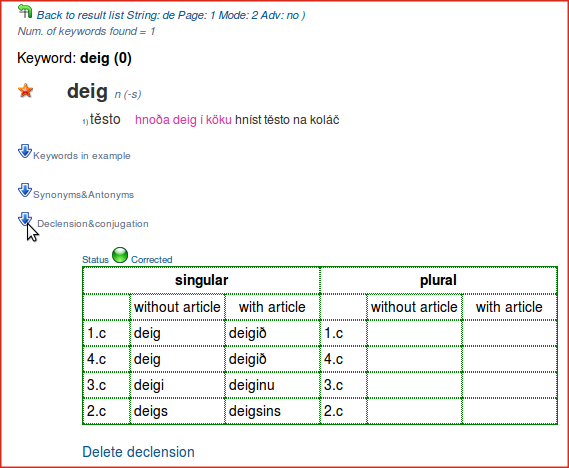 Back to result list String: de Page: 1 Mode: 2 Adv: no )
Num. of keywords found = 1
Keyword: deig (0)
deig n (-s)
1) těsto hnoða deig í köku hníst těsto na koláč
Keywords in example
Synonyms&Antonyms
Declension&conjugation
Status Corrected
singular plural
without article with article without article with article
1.c deig deigið 1.c
4.c deig deigið 4.c
3.c deigi deiginu 3.c
2.c deigs deigsins 2.c
Delete declension